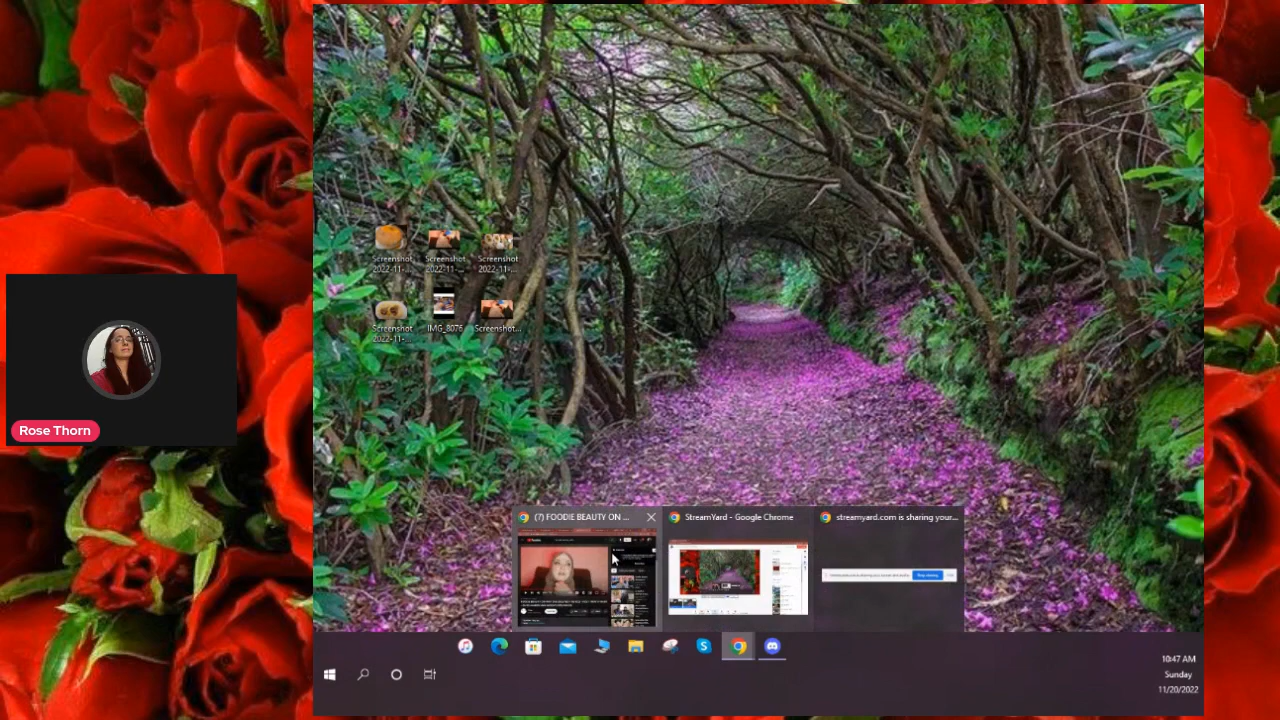 Screenshot 2022-11-...
Screenshot 2022-11-...
Screenshot 2022-11-...
Screenshot 2022-11-...
IMG_8076
Screenshot...
Rose Thorn
(7) FOODIE BEAUTY ON ...
StreamYard - Google Chrome
streamyard.com is sharing your...
10:47 AM
Sunday
11/20/2022